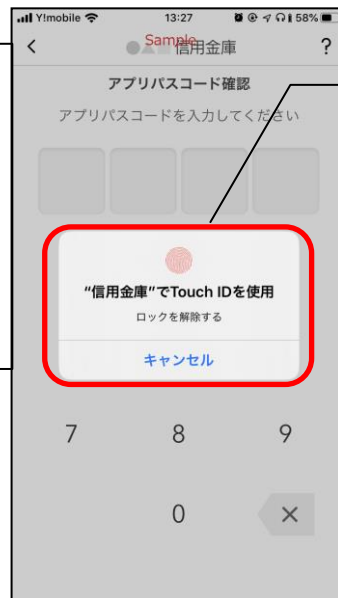 Y!mobile 13:27 58%
Sample
●▲■信用金庫 ?
アプリパスコード確認
アプリパスコードを入力してください
"信用金庫"でTouch IDを使用
ロックを解除する
キャンセル
7 8 9
0